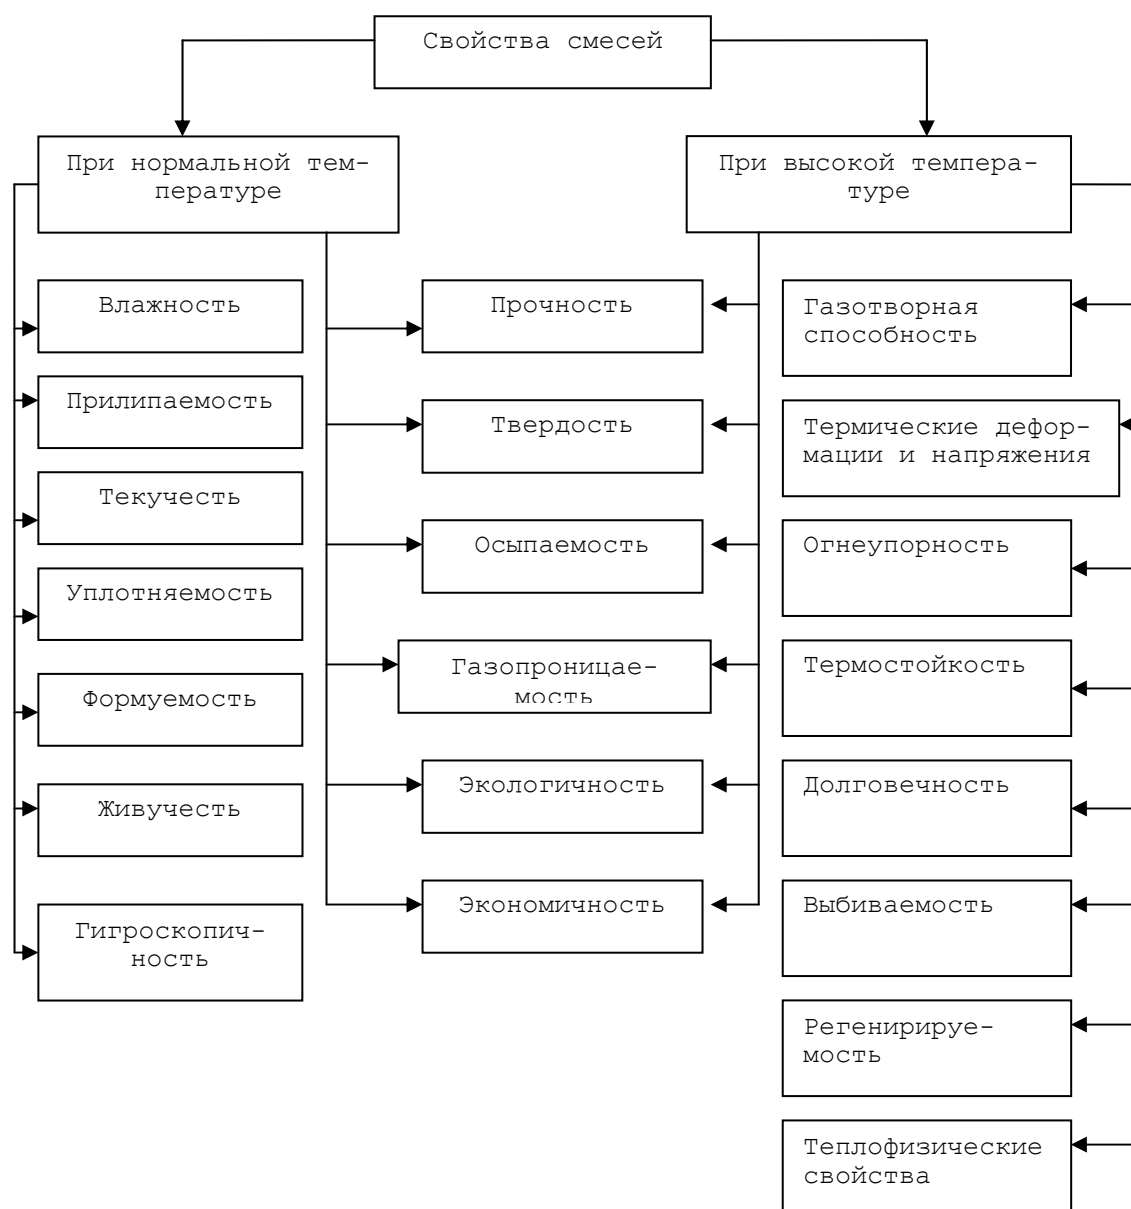 Свойства смесей
При нормальной тем-
пературе
При высокой темпера-
туре
Влажность
Прилипаемость
Текучесть
Уплотняемость
Формуемость
Живучесть
Гигроскопич-
ность
Прочность
Твердость
Осыпаемость
Газопроницае-
мость
Экологичность
Экономичность
Газотворная
способность
Термические дефор-
мации и напряжения
Огнеупорность
Термостойкость
Долговечность
Выбиваемость
Регенирируе-
мость
Теплофизические
свойства